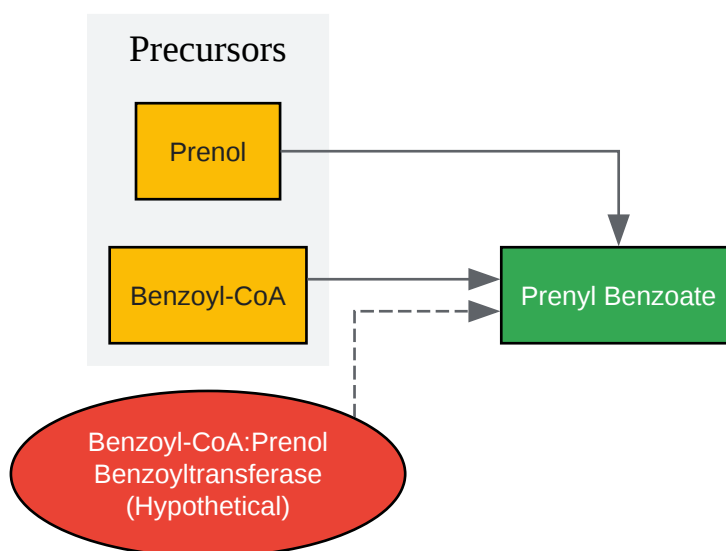 Precursors
Prenol
Benzoyl-CoA
Prenyl Benzoate
Benzoyl-CoA:Prenol
Benzoyltransferase
(Hypothetical)